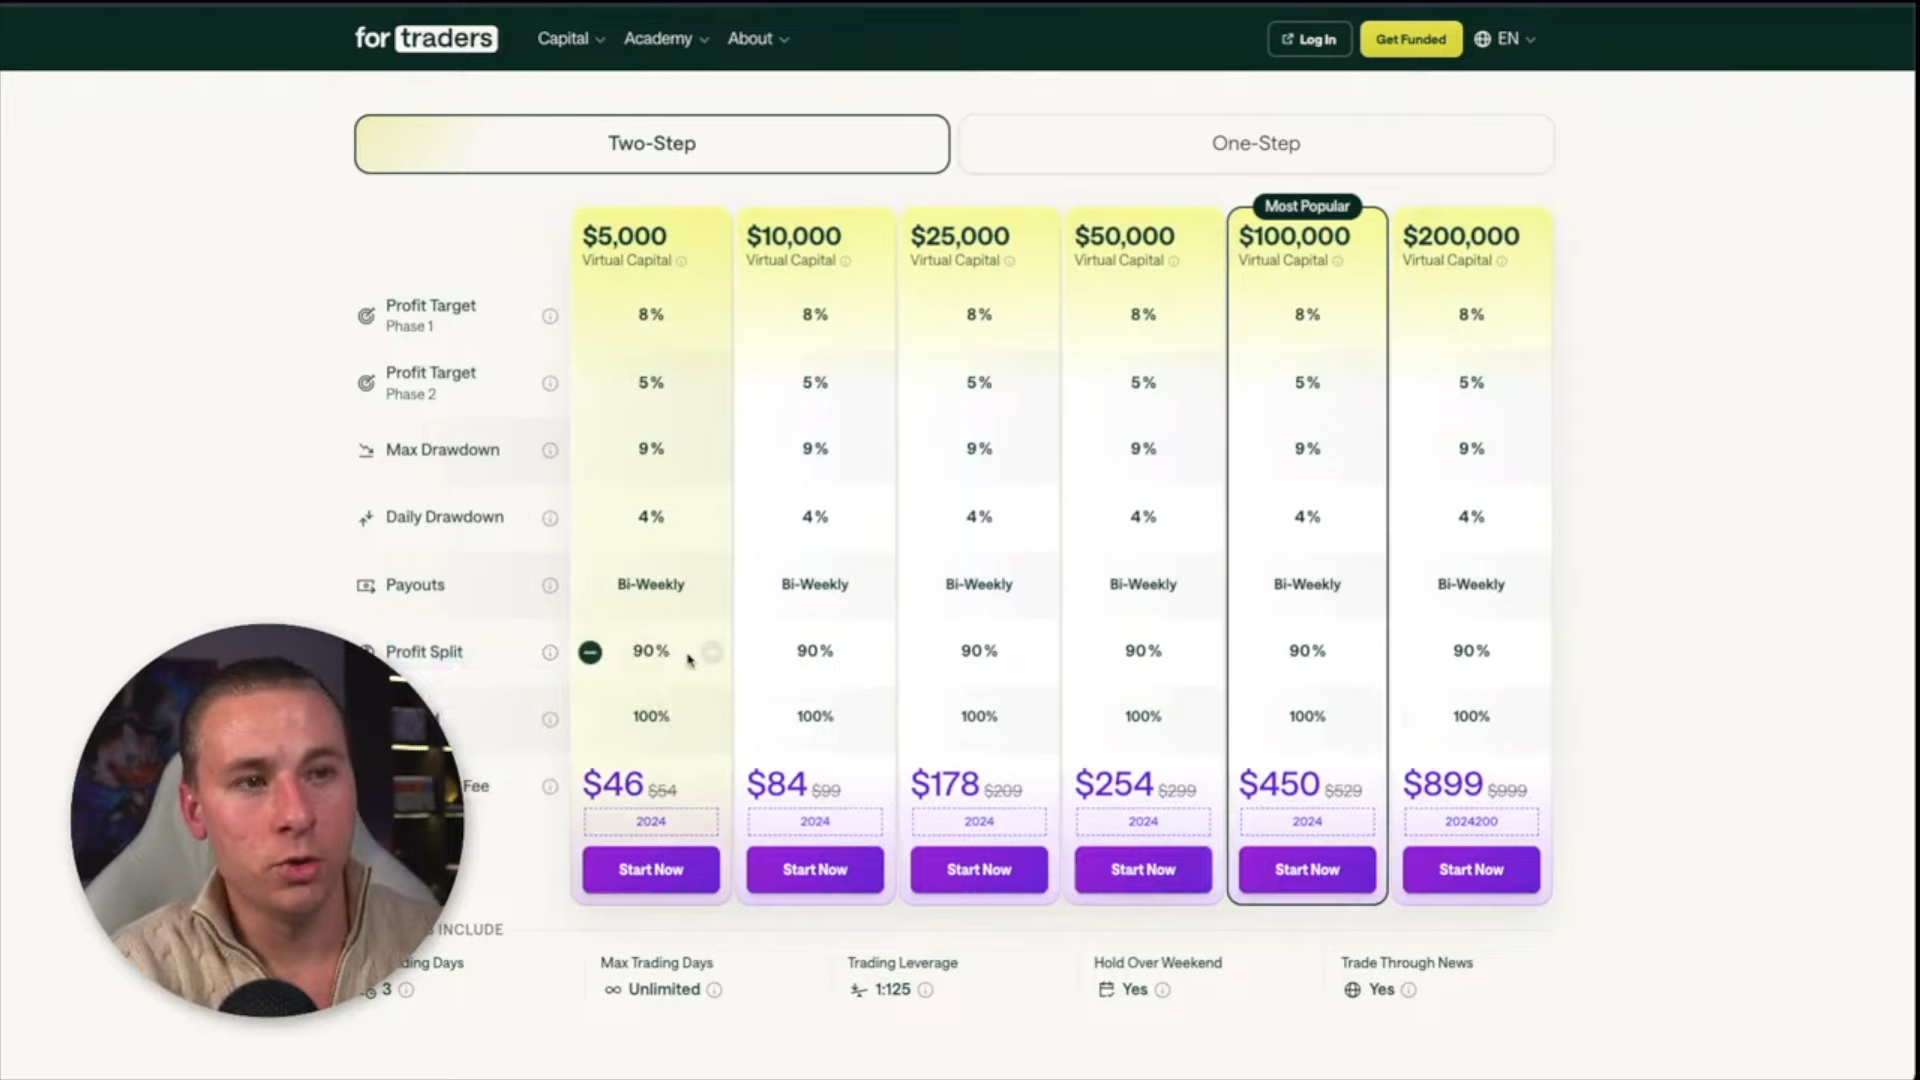 for traders
Capital
Academy
About
Log In
Get Funded
EN
Two-Step
One-Step
Most Popular
$5,000
$10,000
$25,000
$50,000
$100,000
$200,000
Virtual Capital
Virtual Capital
Virtual Capital
Virtual Capital
Virtual Capital
Virtual Capital
Profit Target
Phase 1
8%
8%
8%
8%
8%
8%
Profit Target
Phase 2
5%
5%
5%
5%
5%
5%
Max Drawdown
9%
9%
9%
9%
9%
9%
Daily Drawdown
4%
4%
4%
4%
4%
4%
Payouts
Bi-Weekly
Bi-Weekly
Bi-Weekly
Bi-Weekly
Bi-Weekly
Bi-Weekly
Profit Split
90%
90%
90%
90%
90%
90%
100%
100%
100%
100%
100%
100%
Fee
$46 $54
$84 $99
$178 $209
$254 $299
$450 $529
$899 $999
2024
2024
2024
2024
2024
2024200
Start Now
Start Now
Start Now
Start Now
Start Now
Start Now
INCLUDE
ding Days
Max Trading Days
Trading Leverage
Hold Over Weekend
Trade Through News
3
Unlimited
1:125
Yes
Yes